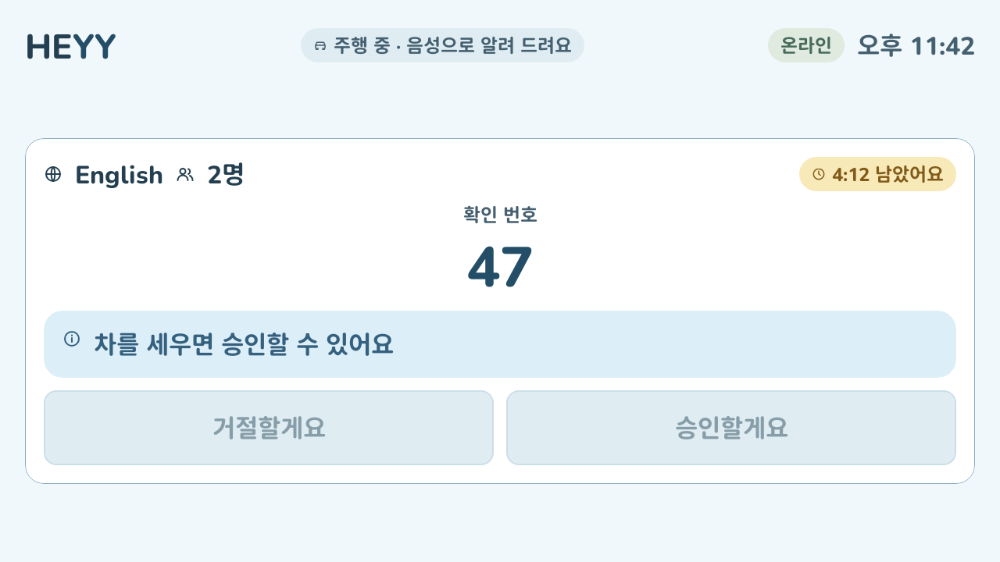 HEYY
주행 중 · 음성으로 알려 드려요
온라인 오후 11:42
English 2명
4:12 남았어요
확인 번호
47
차를 세우면 승인할 수 있어요
거절할게요
승인할게요